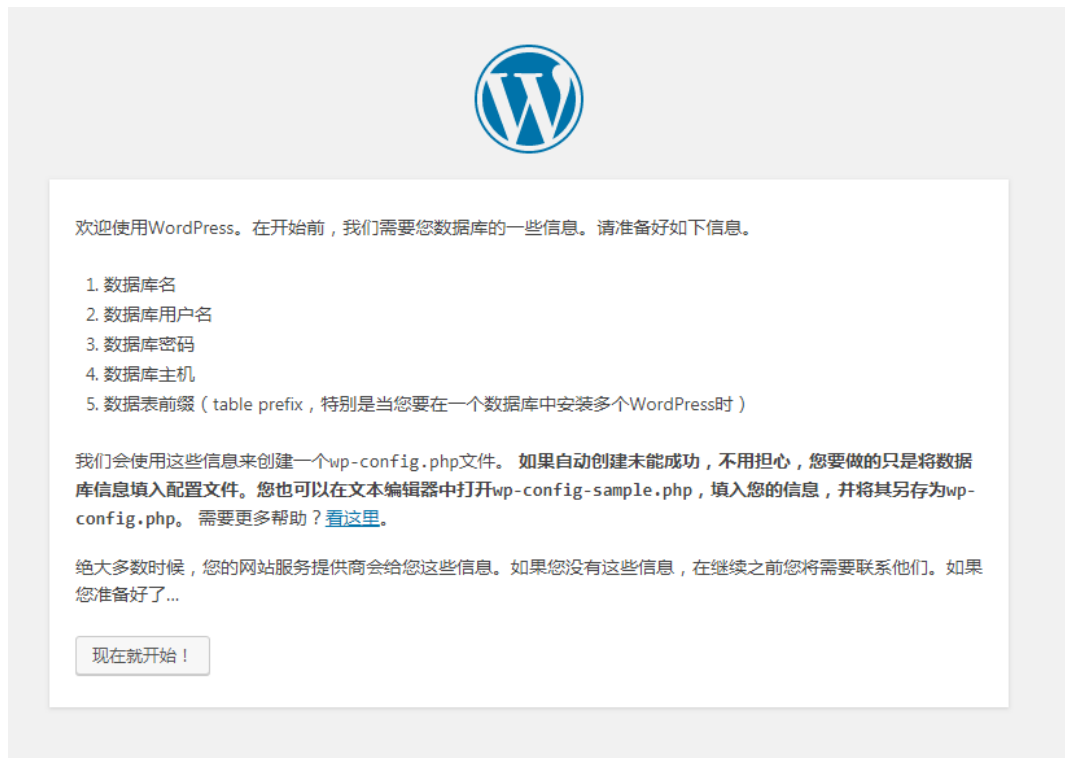 欢迎使用WordPress。在开始前，我们需要您数据库的一些信息。请准备好如下信息。
1. 数据库名
2. 数据库用户名
3. 数据库密码
4. 数据库主机
5. 数据表前缀（table prefix，特别是当您要在一个数据库中安装多个WordPress时）
我们会使用这些信息来创建一个wp-config.php文件。 如果自动创建未能成功，不用担心，您要做的只是将数据
库信息填入配置文件。您也可以在文本编辑器中打开wp-config-sample.php，填入您的信息，并将其另存为wp-
config.php。 需要更多帮助？看这里。
绝大多数时候，您的网站服务提供商会给您这些信息。如果您没有这些信息，在继续之前您将需要联系他们。如果
您准备好了...
现在就开始！